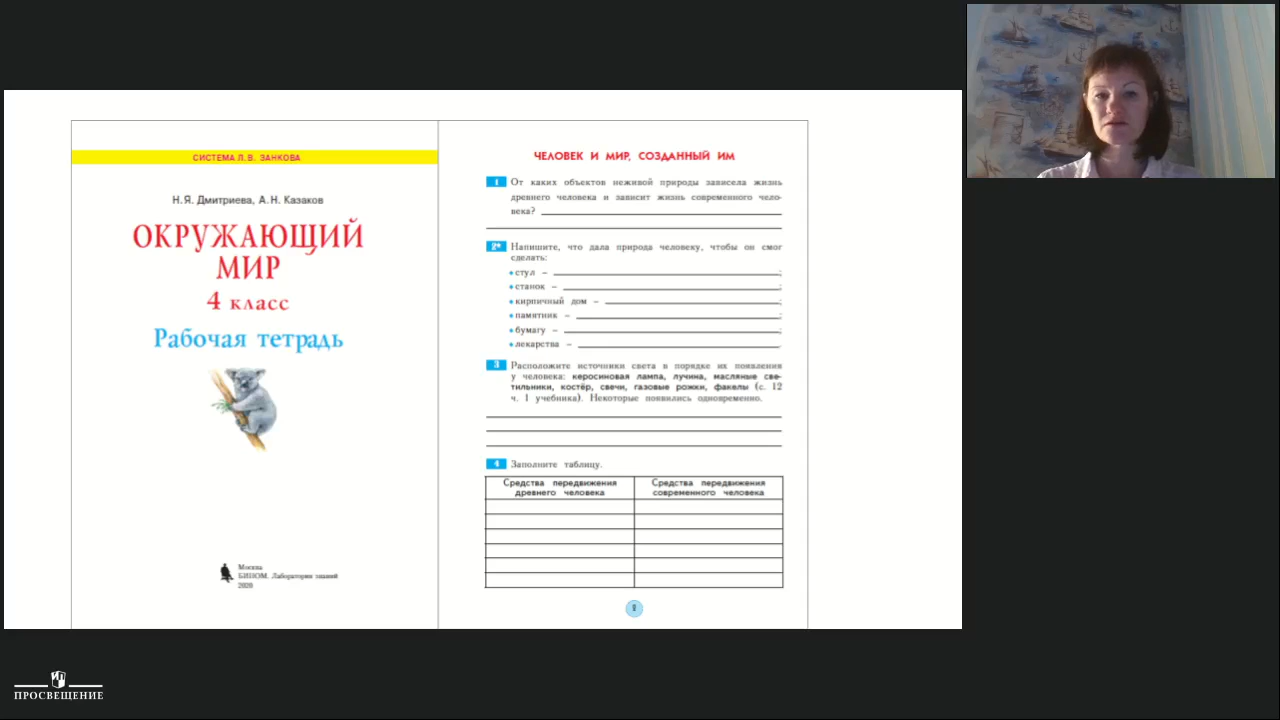 СИСТЕМА Л.В. ЗАНКОВА
Н.Я. Дмитриева, А.Н. Казаков
ОКРУЖАЮЩИЙ
МИР
4 класс
Рабочая тетрадь
Москва
БИНОМ. Лаборатория знаний
2020
ЧЕЛОВЕК И МИР, СОЗДАННЫЙ ИМ
1 От каких объектов неживой природы зависела жизнь
древнего человека и зависит жизнь современного чело-
века?
2* Напишите, что дала природа человеку, чтобы он смог
сделать:
• стул – ;
• станок – ;
• кирпичный дом – ;
• памятник – ;
• бумагу – ;
• лекарства – .
3 Расположите источники света в порядке их появления
у человека: керосиновая лампа, лучина, масляные све-
тильники, костёр, свечи, газовые рожки, факелы (с. 12
ч. 1 учебника). Некоторые появились одновременно.
4 Заполните таблицу.
Средства передвижения
древнего человека
Средства передвижения
современного человека
ПРОСВЕЩЕНИЕ